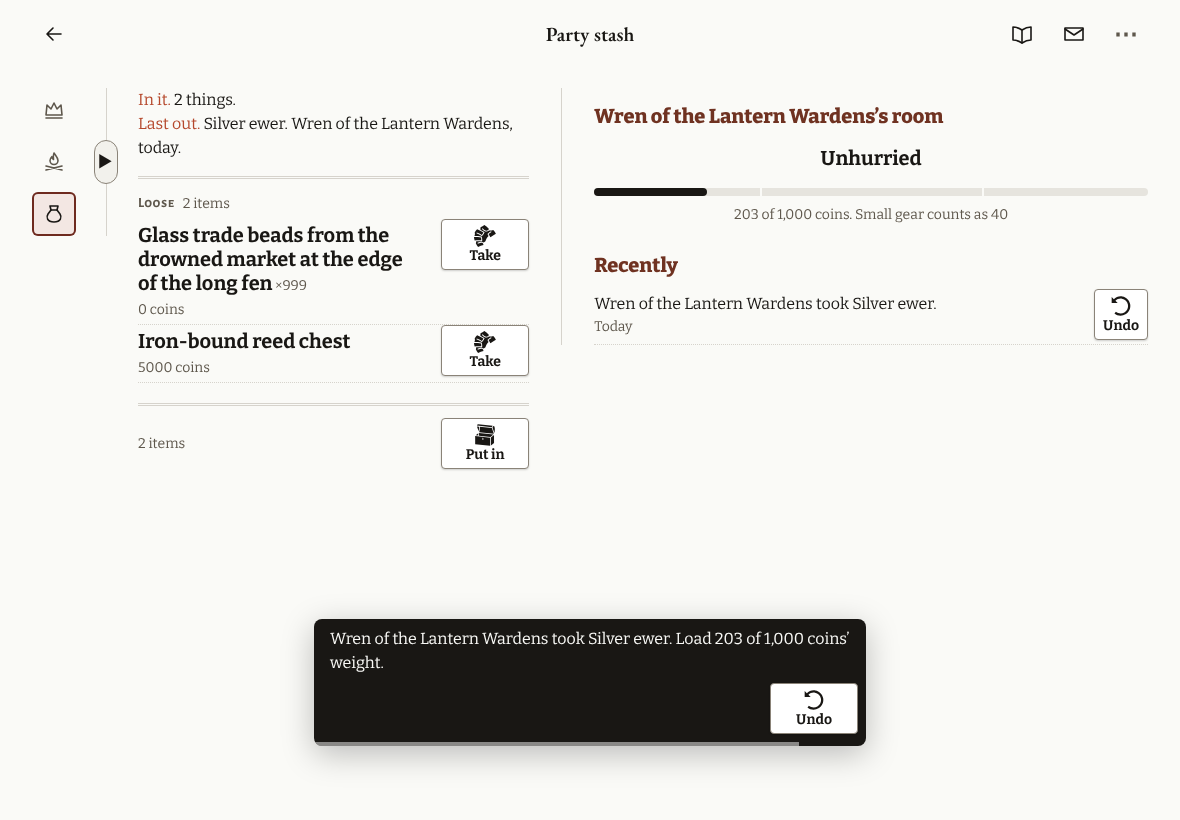 Party stash
In it. 2 things.
Last out. Silver ewer. Wren of the Lantern Wardens,
today.
LOOSE 2 items
Glass trade beads from the
drowned market at the edge
of the long fen ×999
0 coins
Take
Iron-bound reed chest
5000 coins
Take
2 items
Put in
Wren of the Lantern Wardens’s room
Unhurried
203 of 1,000 coins. Small gear counts as 40
Recently
Wren of the Lantern Wardens took Silver ewer.
Today
Undo
Wren of the Lantern Wardens took Silver ewer. Load 203 of 1,000 coins’
weight.
Undo